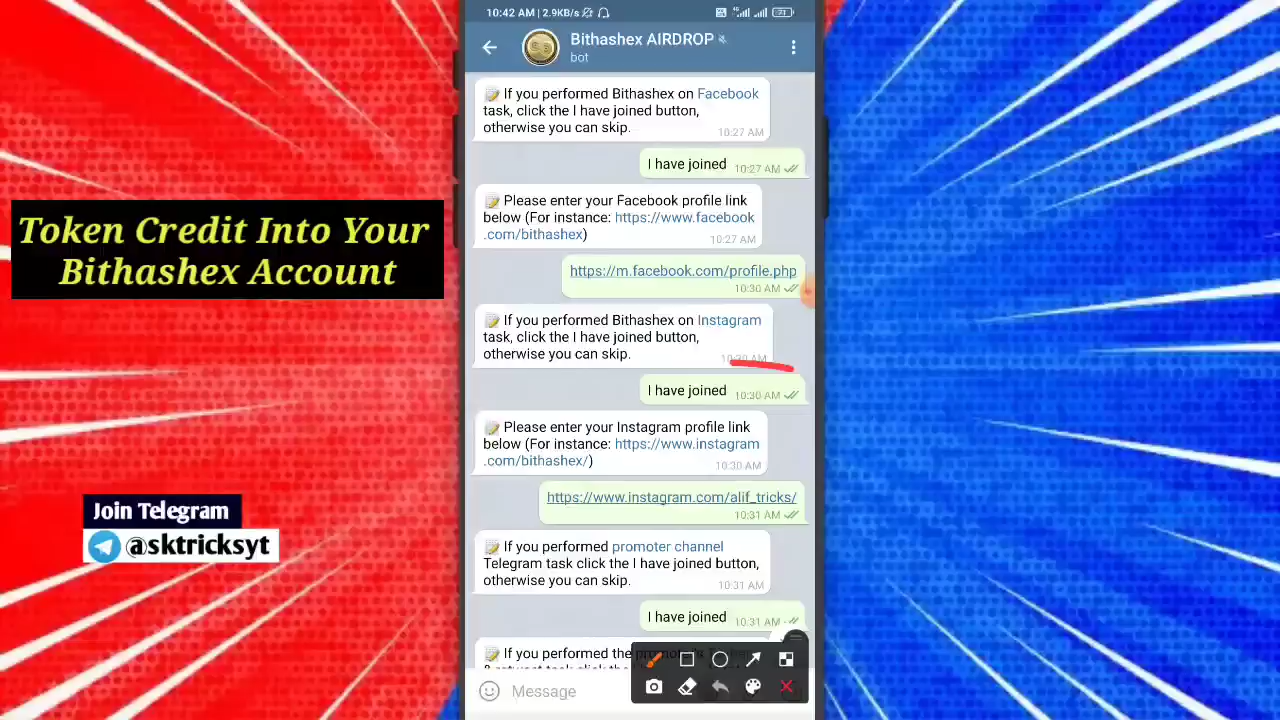 10:42 AM | 2.9KB/s
4G
71
Bithashex AIRDROP
bot
If you performed Bithashex on Facebook
task, click the I have joined button,
otherwise you can skip.
10:27 AM
I have joined 10:27 AM
Please enter your Facebook profile link
below (For instance: https://www.facebook
.com/bithashex)
10:27 AM
https://m.facebook.com/profile.php
10:30 AM
If you performed Bithashex on Instagram
task, click the I have joined button,
otherwise you can skip.
10:30 AM
I have joined 10:30 AM
Please enter your Instagram profile link
below (For instance: https://www.instagram
.com/bithashex/)
10:30 AM
https://www.instagram.com/alif_tricks/
10:31 AM
If you performed promoter channel
Telegram task click the I have joined button,
otherwise you can skip.
10:31 AM
I have joined 10:31 AM
If you performed the
Message
Token Credit Into Your
Bithashex Account
Join Telegram
@sktricksyt